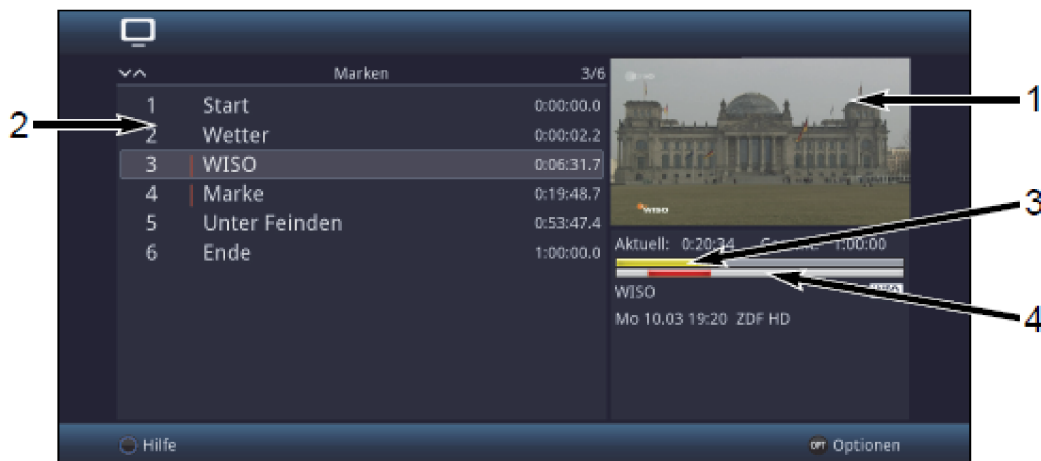 Marken 3/6
1 Start 0:00:00.0
2 Wetter 0:00:02.2
3 WISO 0:06:31.7
4 Marke 0:19:48.7
5 Unter Feinden 0:53:47.4
6 Ende 1:00:00.0
WISO
Aktuell: 0:20:34 1:00:00
WISO
Mo 10.03 19:20 ZDF HD
Hilfe
OPT Optionen
1
2
3
4